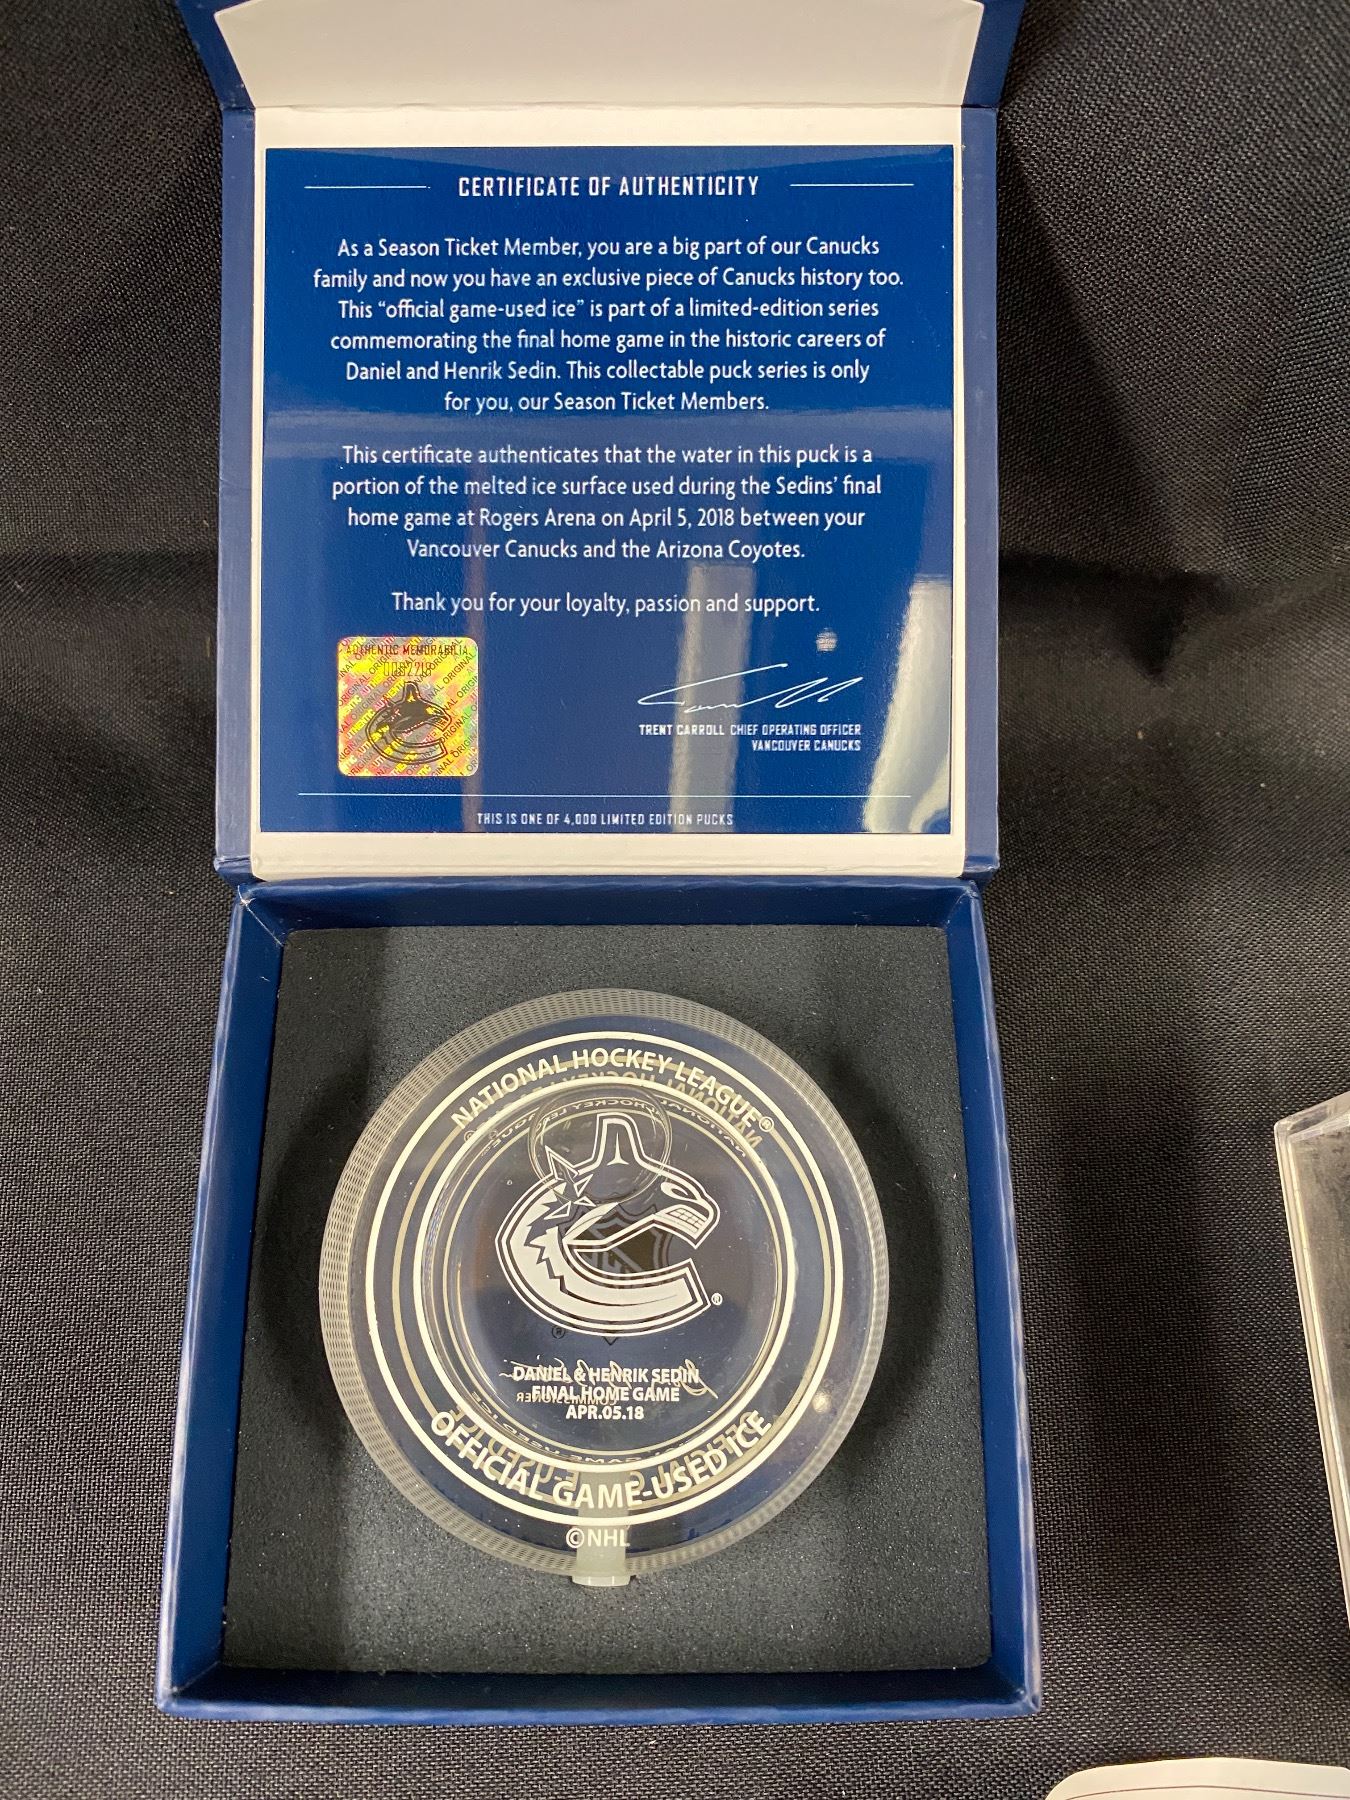 CERTIFICATE OF AUTHENTICITY
As a Season Ticket Member, you are a big part of our Canucks
family and now you have an exclusive piece of Canucks history too.
This “official game-used ice” is part of a limited-edition series
commemorating the final home game in the historic careers of
Daniel and Henrik Sedin. This collectable puck series is only
for you, our Season Ticket Members.
This certificate authenticates that the water in this puck is a
portion of the melted ice surface used during the Sedins’ final
home game at Rogers Arena on April 5, 2018 between your
Vancouver Canucks and the Arizona Coyotes.
Thank you for your loyalty, passion and support.
AUTHENTIC MEMORABILIA
TRENT CARROLL CHIEF OPERATING OFFICER
VANCOUVER CANUCKS
THIS IS ONE OF 4,000 LIMITED EDITION PUCKS
NATIONAL HOCKEY LEAGUE®
®
DANIEL & HENRIK SEDIN
FINAL HOME GAME
APR.05.18
OFFICIAL GAME-USED ICE
©NHL